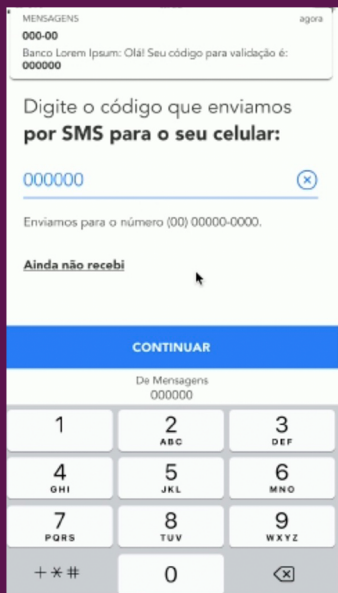 MENSAGENS agora
000-00
Banco Lorem Ipsum: Olá! Seu código para validação é:
000000
Digite o código que enviamos
por SMS para o seu celular:
000000
Enviamos para o número (00) 00000-0000.
Ainda não recebi
CONTINUAR
De Mensagens
000000
1 2 3
ABC DEF
4 5 6
GHI JKL MNO
7 8 9
PQRS TUV WXYZ
+*# 0